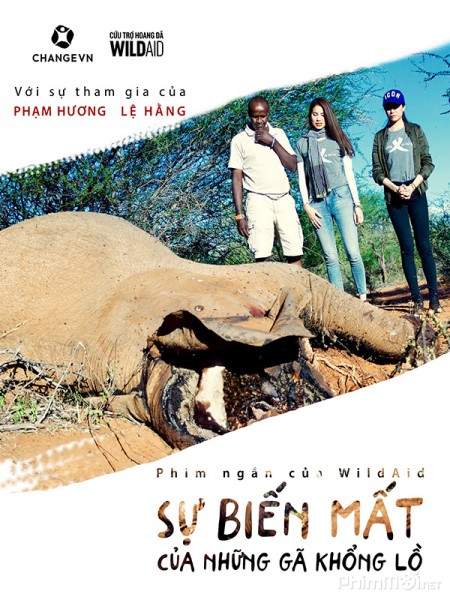 CHANGEVN
CỨU TRỢ HOANG DÃ
WILDAID
Với sự tham gia của
PHẠM HƯƠNG LỆ HẰNG
ICON
Phim ngắn của WildAid
SỰ BIẾN MẤT
CỦA NHỮNG GÃ KHỔNG LỒ
PhimMoi.net